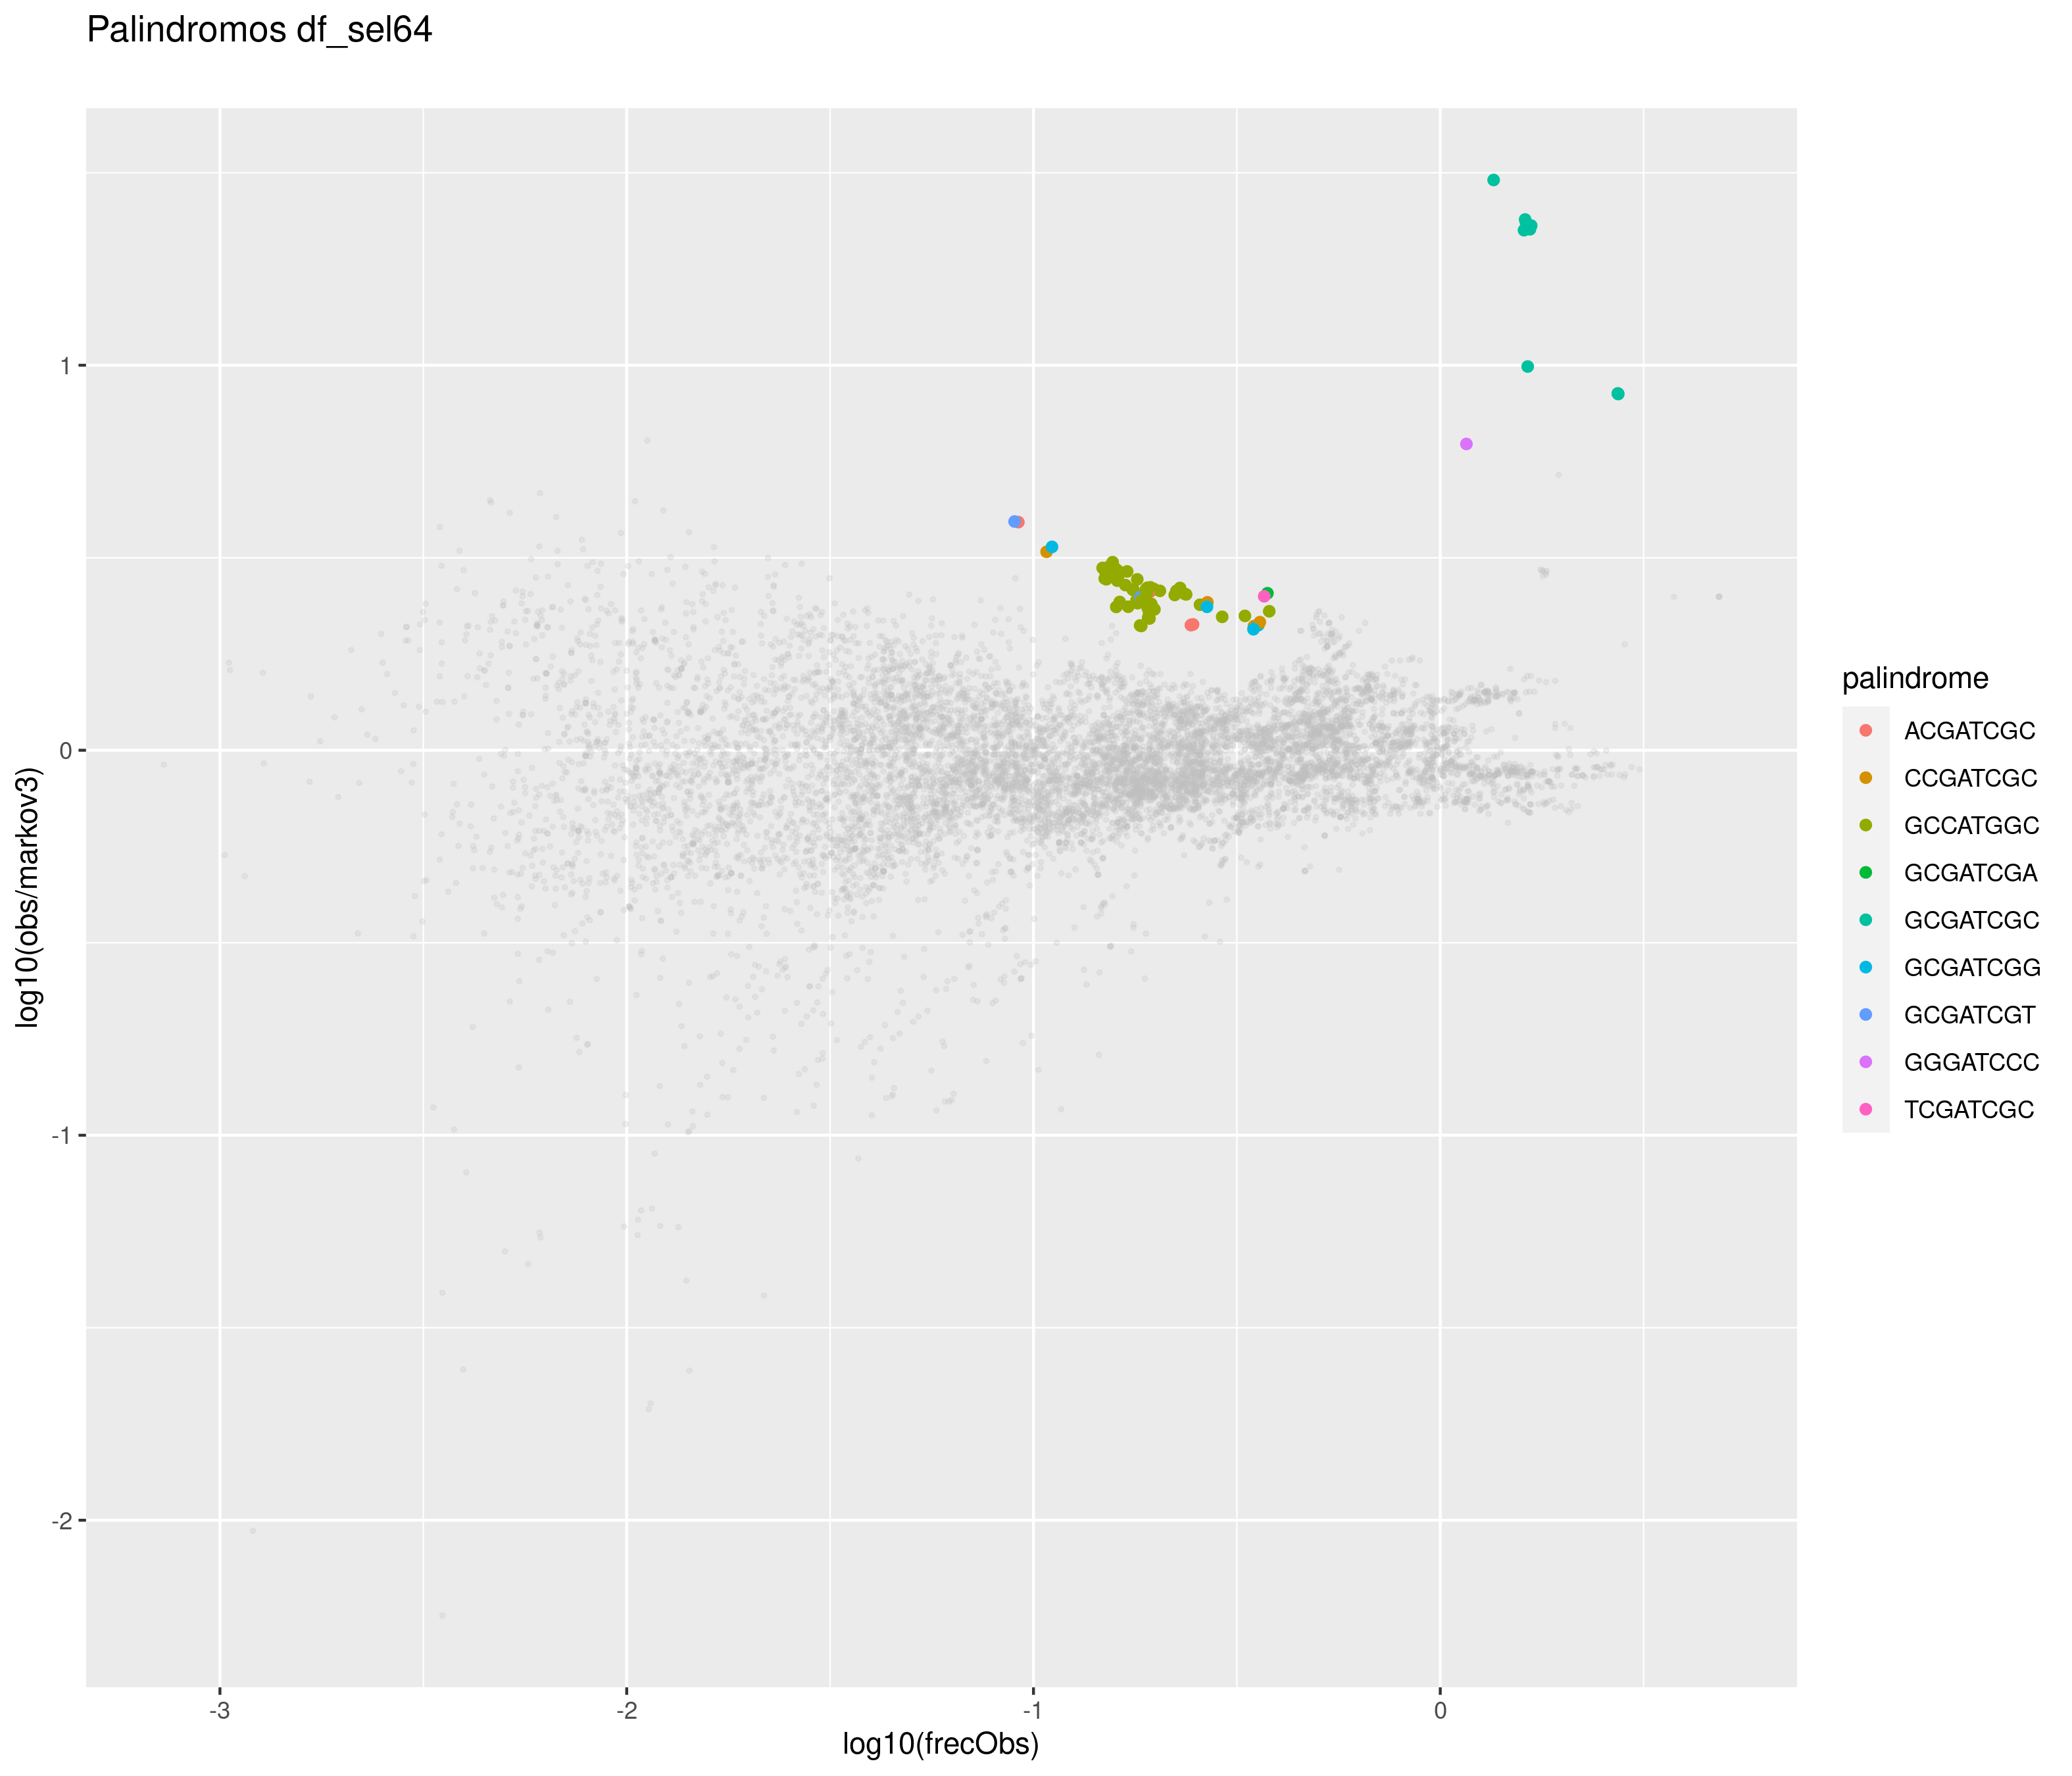 Palindromos df_sel64
log10(obs/markov3)
1
0
-1
-2
-3
-2
-1
0
log10(frecObs)
palindrome
ACGATCGC
CCGATCGC
GCCATGGC
GCGATCGA
GCGATCGC
GCGATCGG
GCGATCGT
GGGATCCC
TCGATCGC